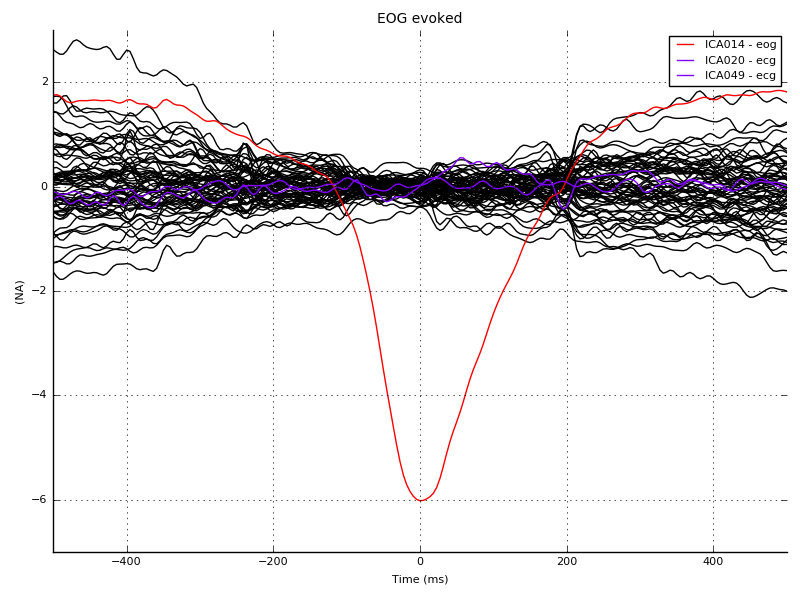 EOG evoked
ICA014 - eog
ICA020 - ecg
ICA049 - ecg
2
0
−2
−4
−6
(NA)
−400
−200
0
200
400
Time (ms)